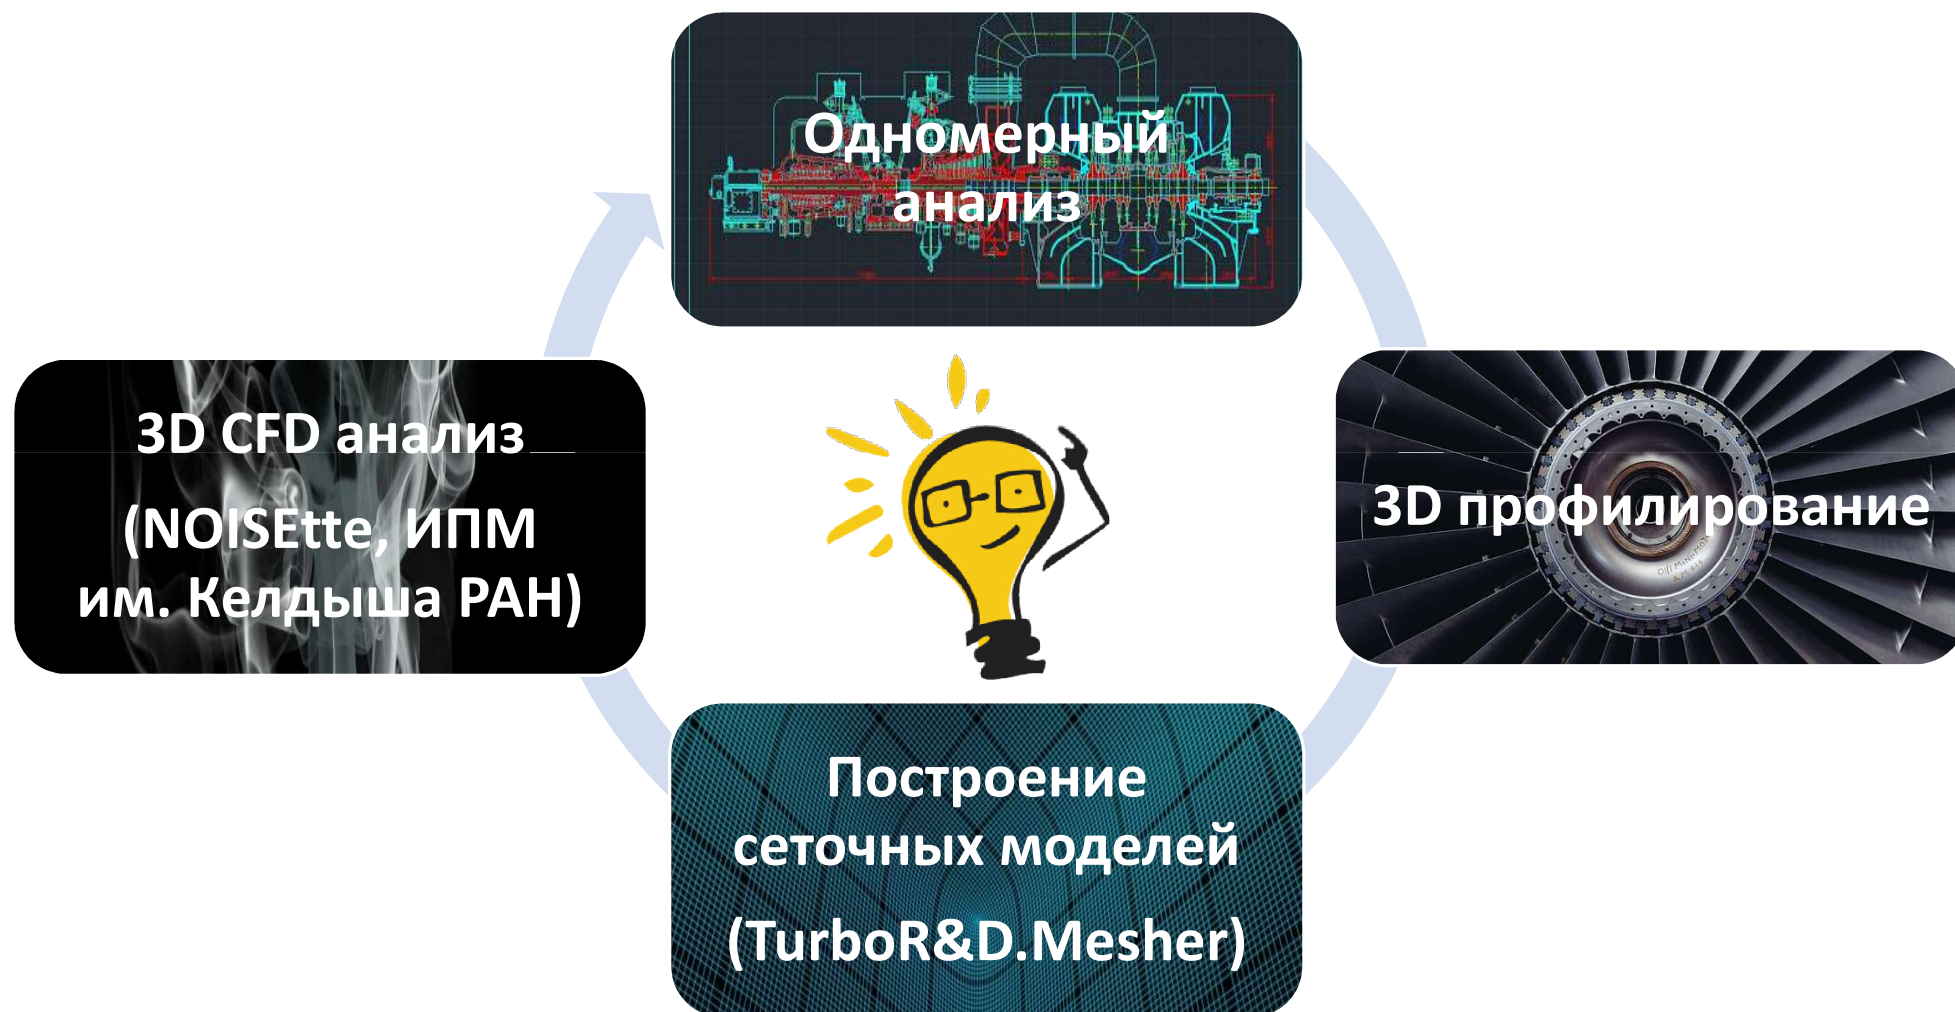 Одномерный
анализ
3D CFD анализ
(NOISEtte, ИПМ
им. Келдыша РАН)
3D профилирование
Построение
сеточных моделей
(TurboR&D.Mesher)